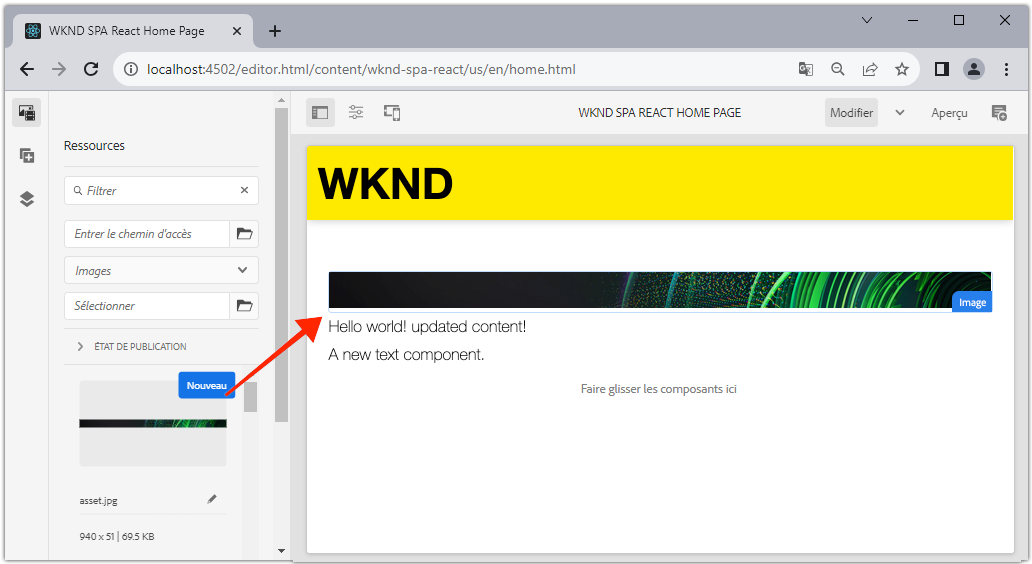 WKND SPA React Home Page
localhost:4502/editor.html/content/wknd-spa-react/us/en/home.html
Ressources
Filtrer
Entrer le chemin d'accès
Images
Sélectionner
ÉTAT DE PUBLICATION
Nouveau
asset.jpg
940 x 51 | 69.5 KB
WKND SPA REACT HOME PAGE
Modifier
Aperçu
WKND
Image
Hello world! updated content!
A new text component.
Faire glisser les composants ici